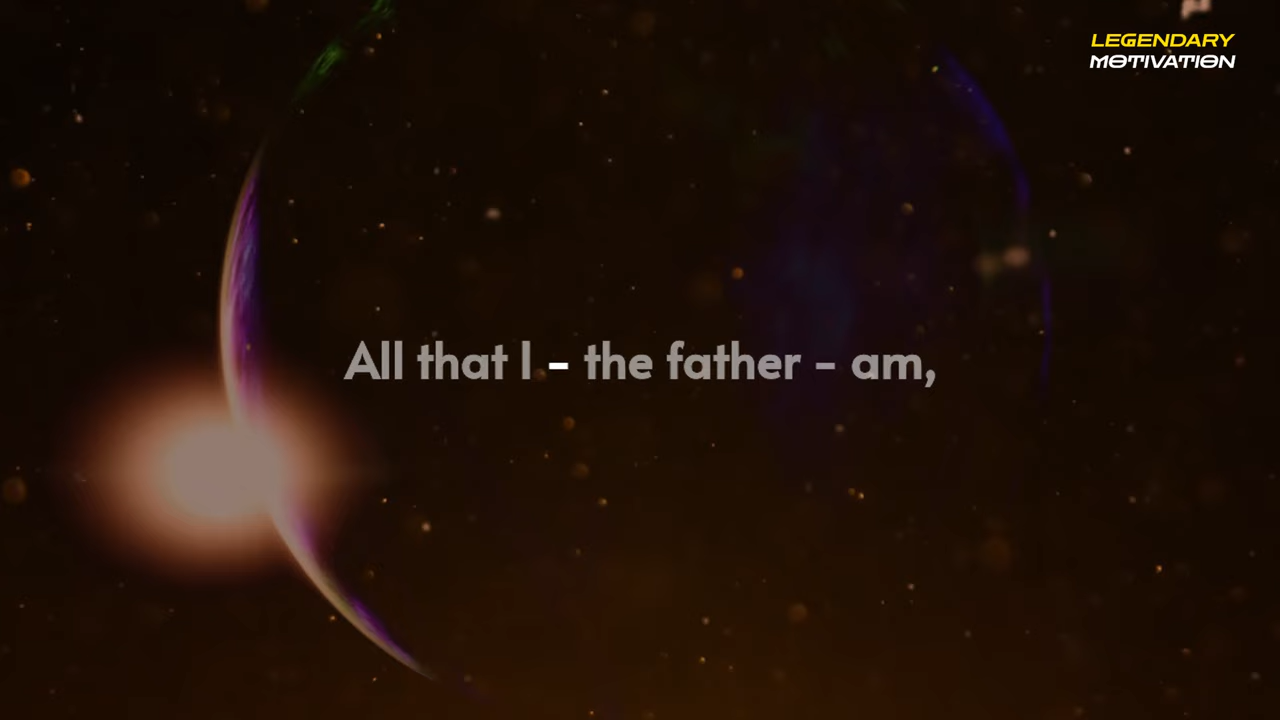 LEGENDARY
MOTIVATION
All that I - the father - am,